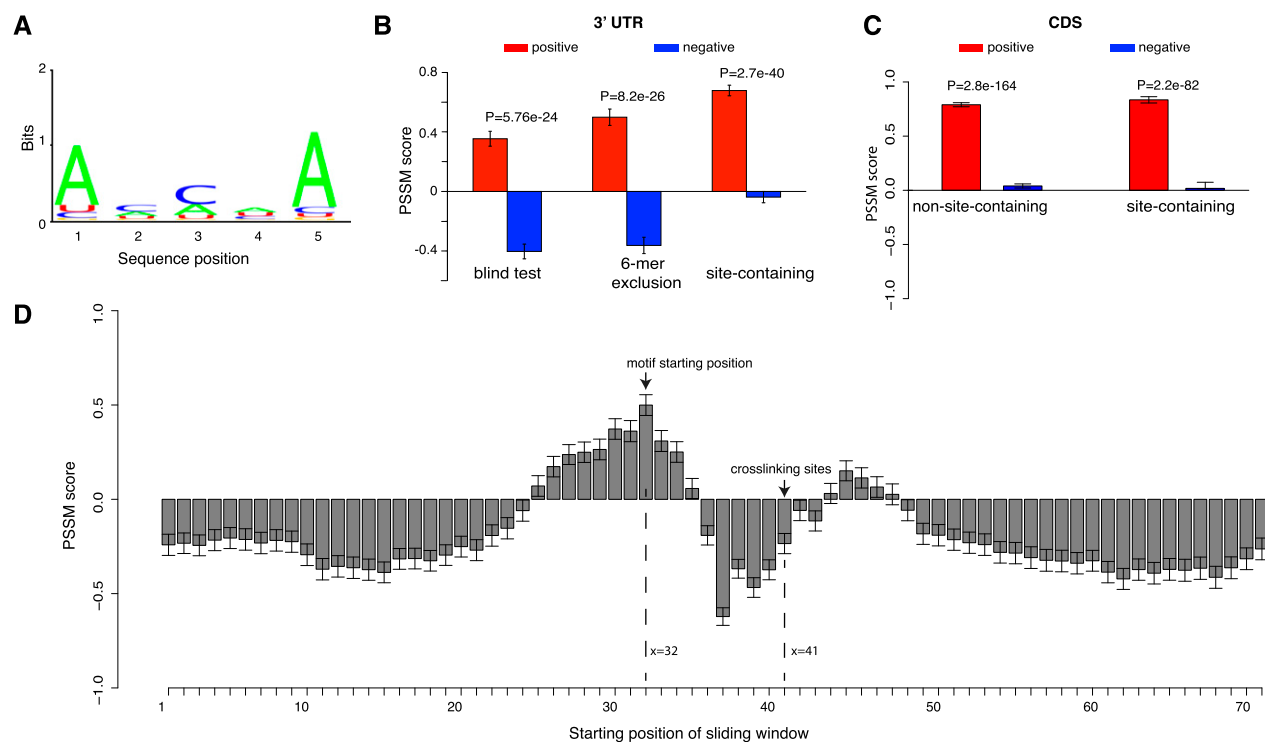 A
2
1
0
Bits
A
U
C
C
A
U
C
A
U
A
U
C
A
C
U
1 2 3 4 5
Sequence position
B
3' UTR
positive negative
0.8
0.4
0
-0.4
PSSM score
P=5.76e-24
P=8.2e-26
P=2.7e-40
blind test
6-mer
exclusion
site-containing
C
CDS
positive negative
1.0
0.5
0.0
−0.5
−1.0
PSSM score
P=2.8e-164
P=2.2e-82
non-site-containing
site-containing
D
1.0
0.5
0.0
−0.5
−1.0
PSSM score
motif starting position
crosslinking sites
x=32
x=41
1 10 20 30 40 50 60 70
Starting position of sliding window